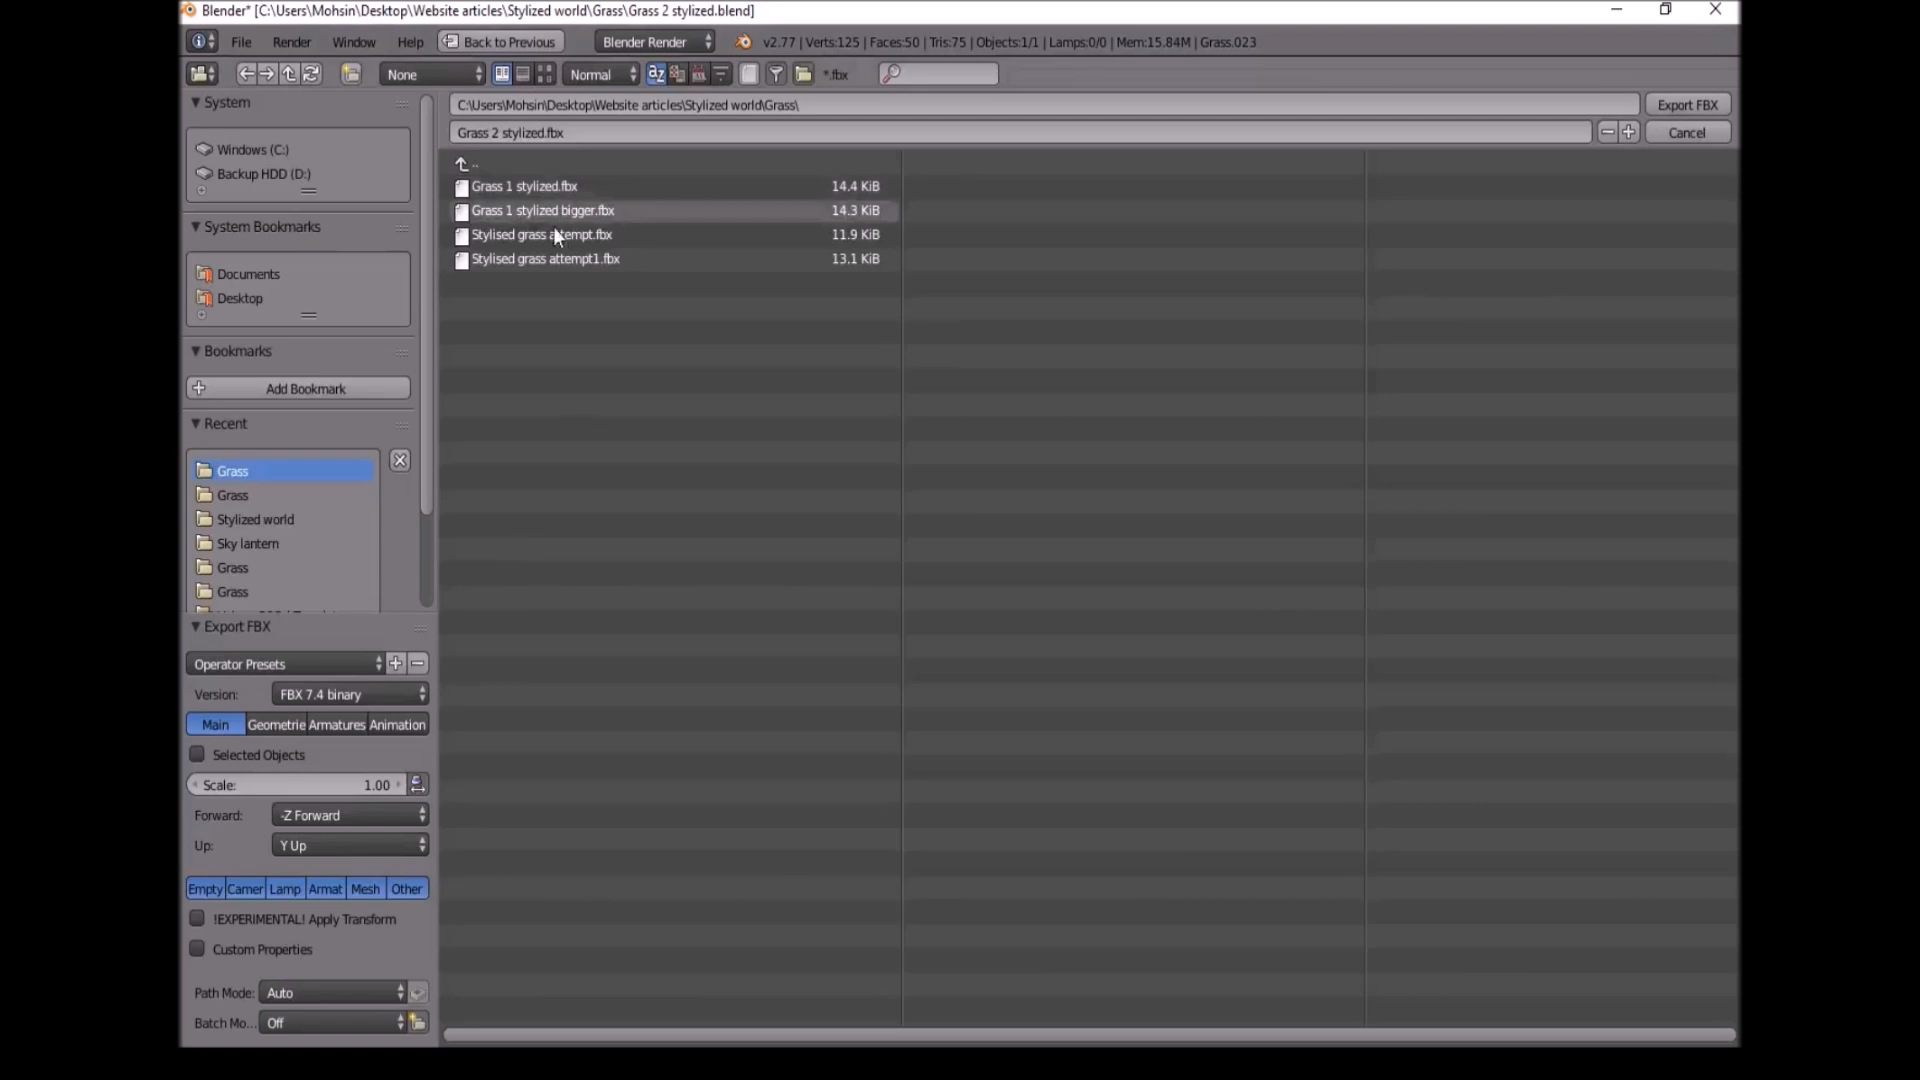 Blender* [C:\Users\Mohsin\Desktop\Website articles\Stylized world\Grass\Grass 2 stylized.blend]
File Render Window Help Back to Previous Blender Render v2.77 | Verts:125 | Faces:50 | Tris:75 | Objects:1/1 | Lamps:0/0 | Mem:15.84M | Grass.023
None Normal *.fbx
System
Windows (C:)
Backup HDD (D:)
System Bookmarks
Documents
Desktop
Bookmarks
Add Bookmark
Recent
Grass
Grass
Stylized world
Sky lantern
Grass
Grass
Export FBX
Operator Presets
Version: FBX 7.4 binary
Main Geometrie Armatures Animation
Selected Objects
Scale: 1.00
Forward: -Z Forward
Up: Y Up
Empty Camer Lamp Armat Mesh Other
!EXPERIMENTAL! Apply Transform
Custom Properties
Path Mode: Auto
Batch Mo... Off
C:\Users\Mohsin\Desktop\Website articles\Stylized world\Grass\ Export FBX
Grass 2 stylized.fbx Cancel
..
Grass 1 stylized.fbx 14.4 KiB
Grass 1 stylized bigger.fbx 14.3 KiB
Stylised grass attempt.fbx 11.9 KiB
Stylised grass attempt1.fbx 13.1 KiB